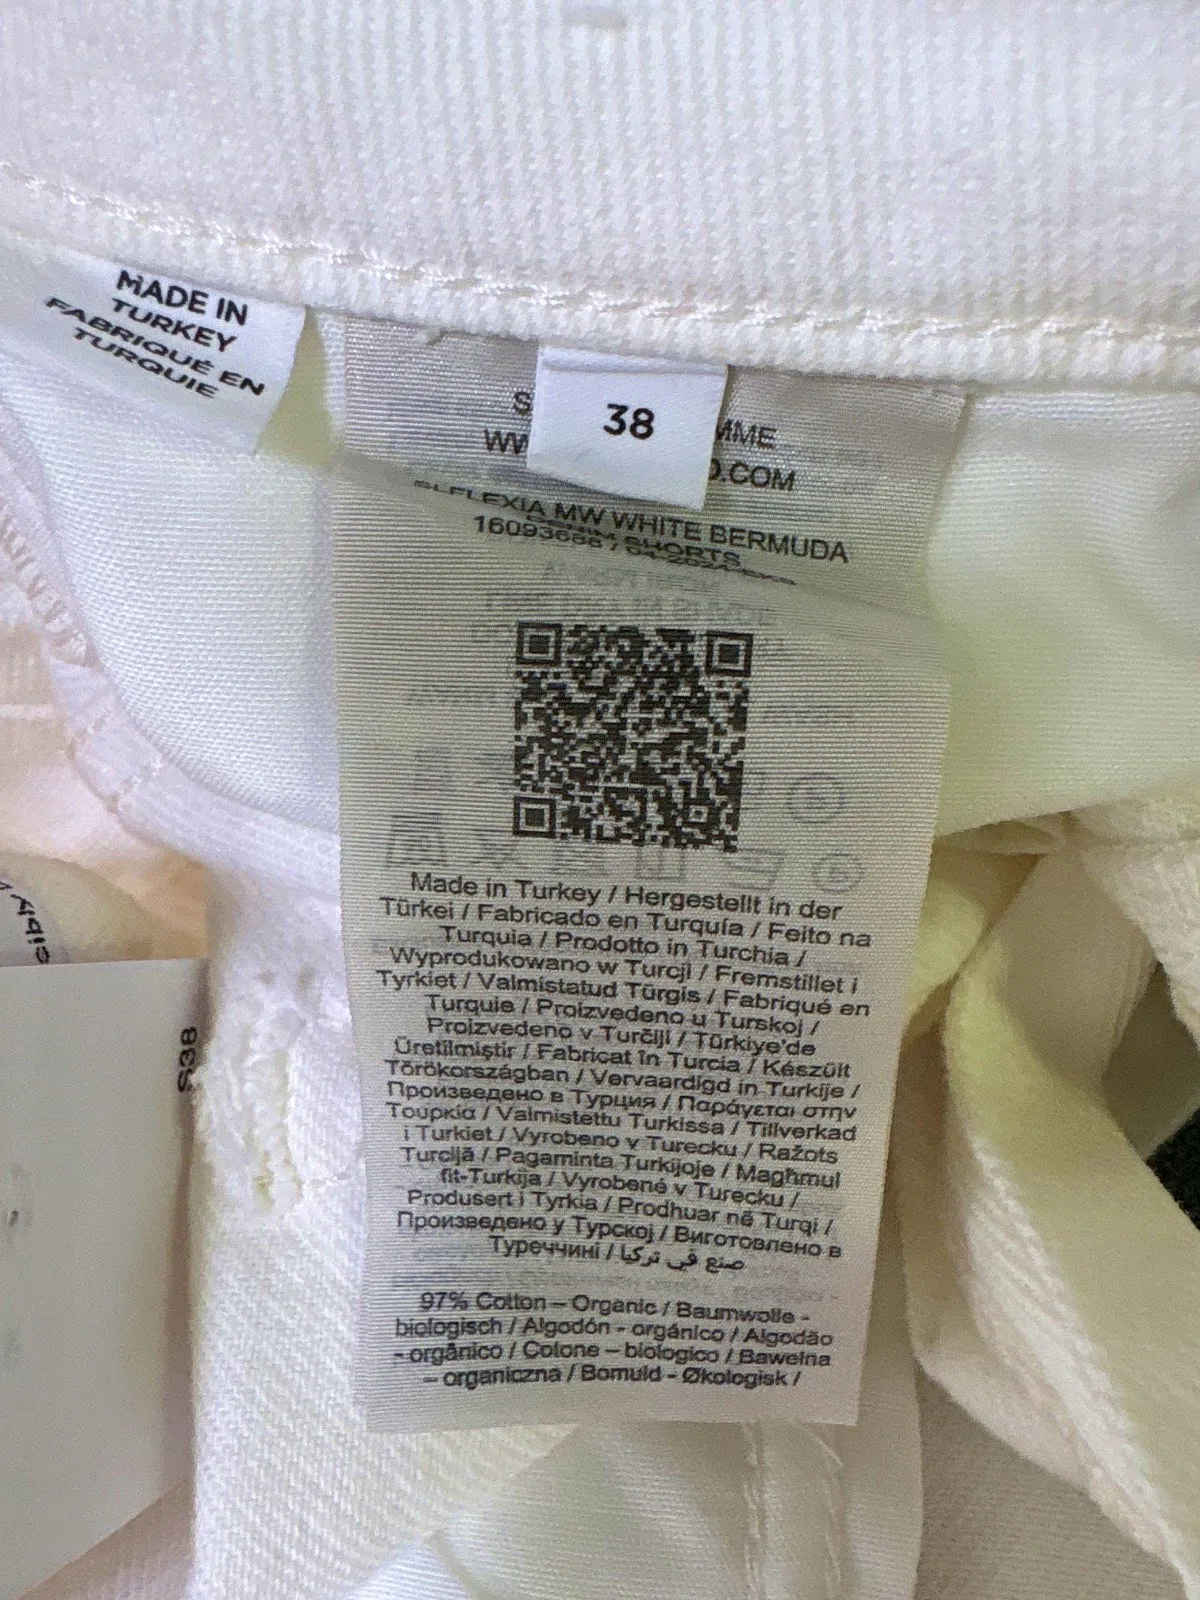 MADE IN
TURKEY
FABRIQUÉ EN
TURQUIE
38
MME
.COM
SLFLEXIA MW WHITE BERMUDA
DENIM SHORTS
Made in Turkey / Hergestellt in der
Türkei / Fabricado en Turquía / Feito na
Turquia / Prodotto in Turchia /
Wyprodukowano w Turcji / Fremstillet i
Tyrkiet / Valmistatud Türgis / Fabriqué en
Turquie / Proizvedeno u Turskoj /
Proizvedeno v Turčiji / Türkiye'de
Üretilmiştir / Fabricat în Turcia / Készült
Törökországban / Vervaardigd in Turkije /
Произведено в Турция / Παράγεται στην
Τουρκία / Valmistettu Turkissa / Tillverkad
i Turkiet / Vyrobeno v Turecku / Ražots
Turcijā / Pagaminta Turkijoje / Magħmul
fit-Turkija / Vyrobené v Turecku /
Produsert i Tyrkia / Prodhuar në Turqi /
Произведено у Турској / Виготовлено в
Туреччині / صنع في تركيا
97% Cotton – Organic / Baumwolle -
biologisch / Algodón - orgánico / Algodão
- orgânico / Cotone – biologico / Bawełna
– organiczna / Bomuld - Økologisk /
S38